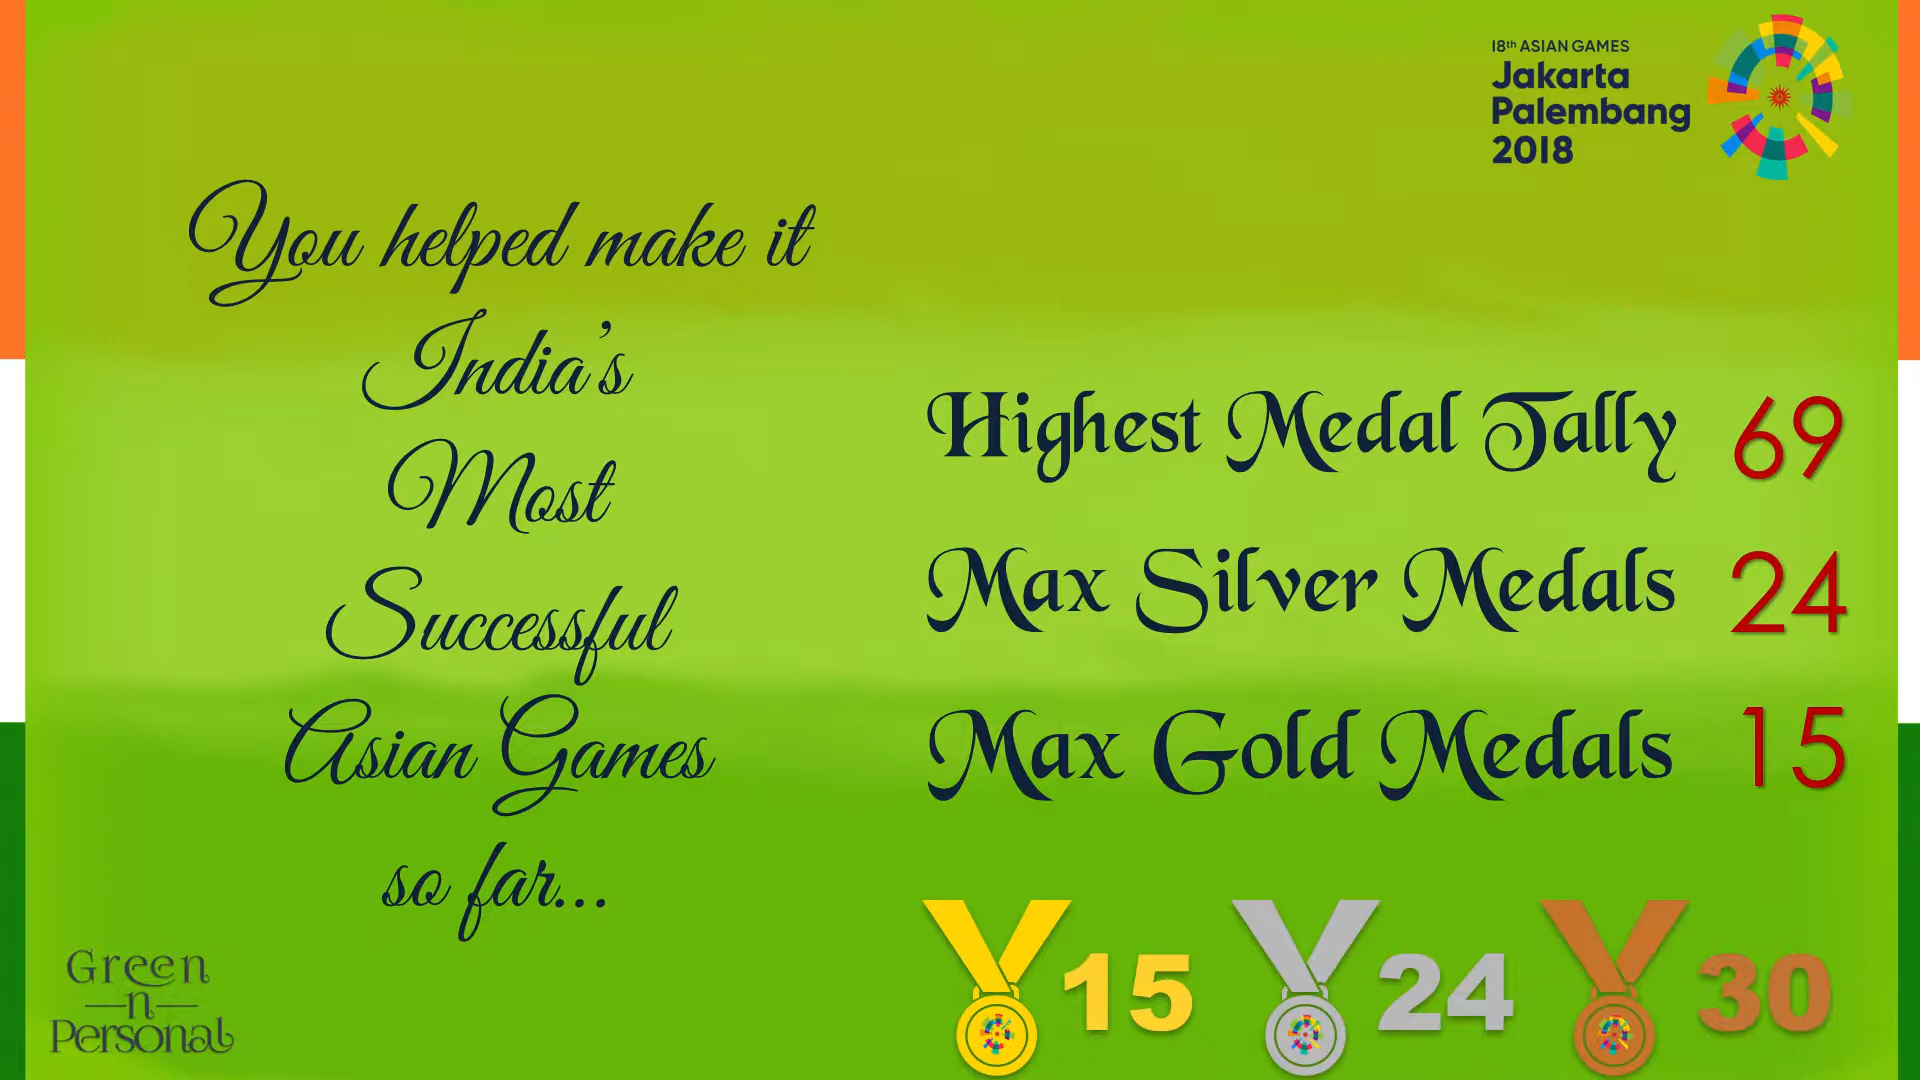 18th ASIAN GAMES
Jakarta
Palembang
2018
You helped make it
India's
Most
Successful
Asian Games
so far...
Highest Medal Tally 69
Max Silver Medals 24
Max Gold Medals 15
15 24 30
Green
n
Personal